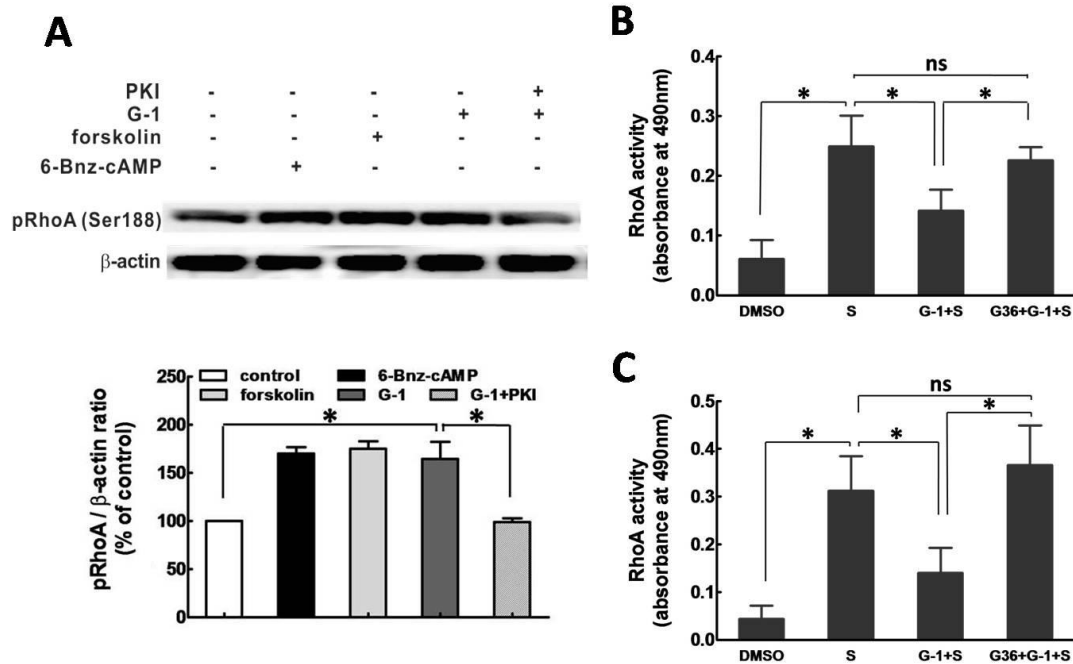 A
PKI - - - - +
G-1 - - - + +
forskolin - - + - -
6-Bnz-cAMP - + - - -
pRhoA (Ser188)
β-actin
250
200
150
100
50
0
pRhoA / β-actin ratio
(% of control)
control 6-Bnz-cAMP
forskolin G-1 G-1+PKI
* *
B
RhoA activity
(absorbance at 490nm)
0.4
0.3
0.2
0.1
0.0
ns
* * *
DMSO S G-1+S G36+G-1+S
C
RhoA activity
(absorbance at 490nm)
0.5
0.4
0.3
0.2
0.1
0.0
ns
*
* *
DMSO S G-1+S G36+G-1+S